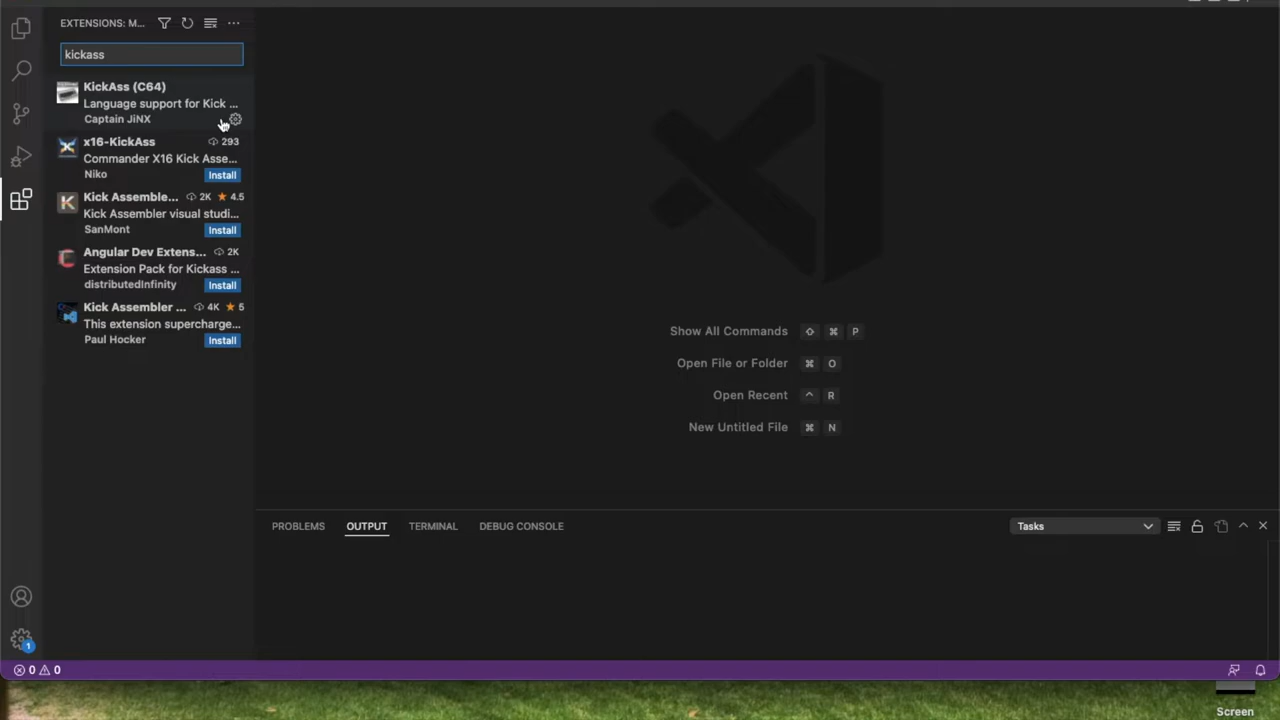 EXTENSIONS: M...
kickass
KickAss (C64)
Language support for Kick ...
Captain JiNX
x16-KickAss 293
Commander X16 Kick Asse...
Niko Install
Kick Assemble... 2K 4.5
Kick Assembler visual studi...
SanMont Install
Angular Dev Extens... 2K
Extension Pack for Kickass ...
distributedInfinity Install
Kick Assembler ... 4K 5
This extension supercharge...
Paul Hocker Install
Show All Commands ⇧ ⌘ P
Open File or Folder ⌘ O
Open Recent ^ R
New Untitled File ⌘ N
PROBLEMS OUTPUT TERMINAL DEBUG CONSOLE Tasks
1
0 0
Screen